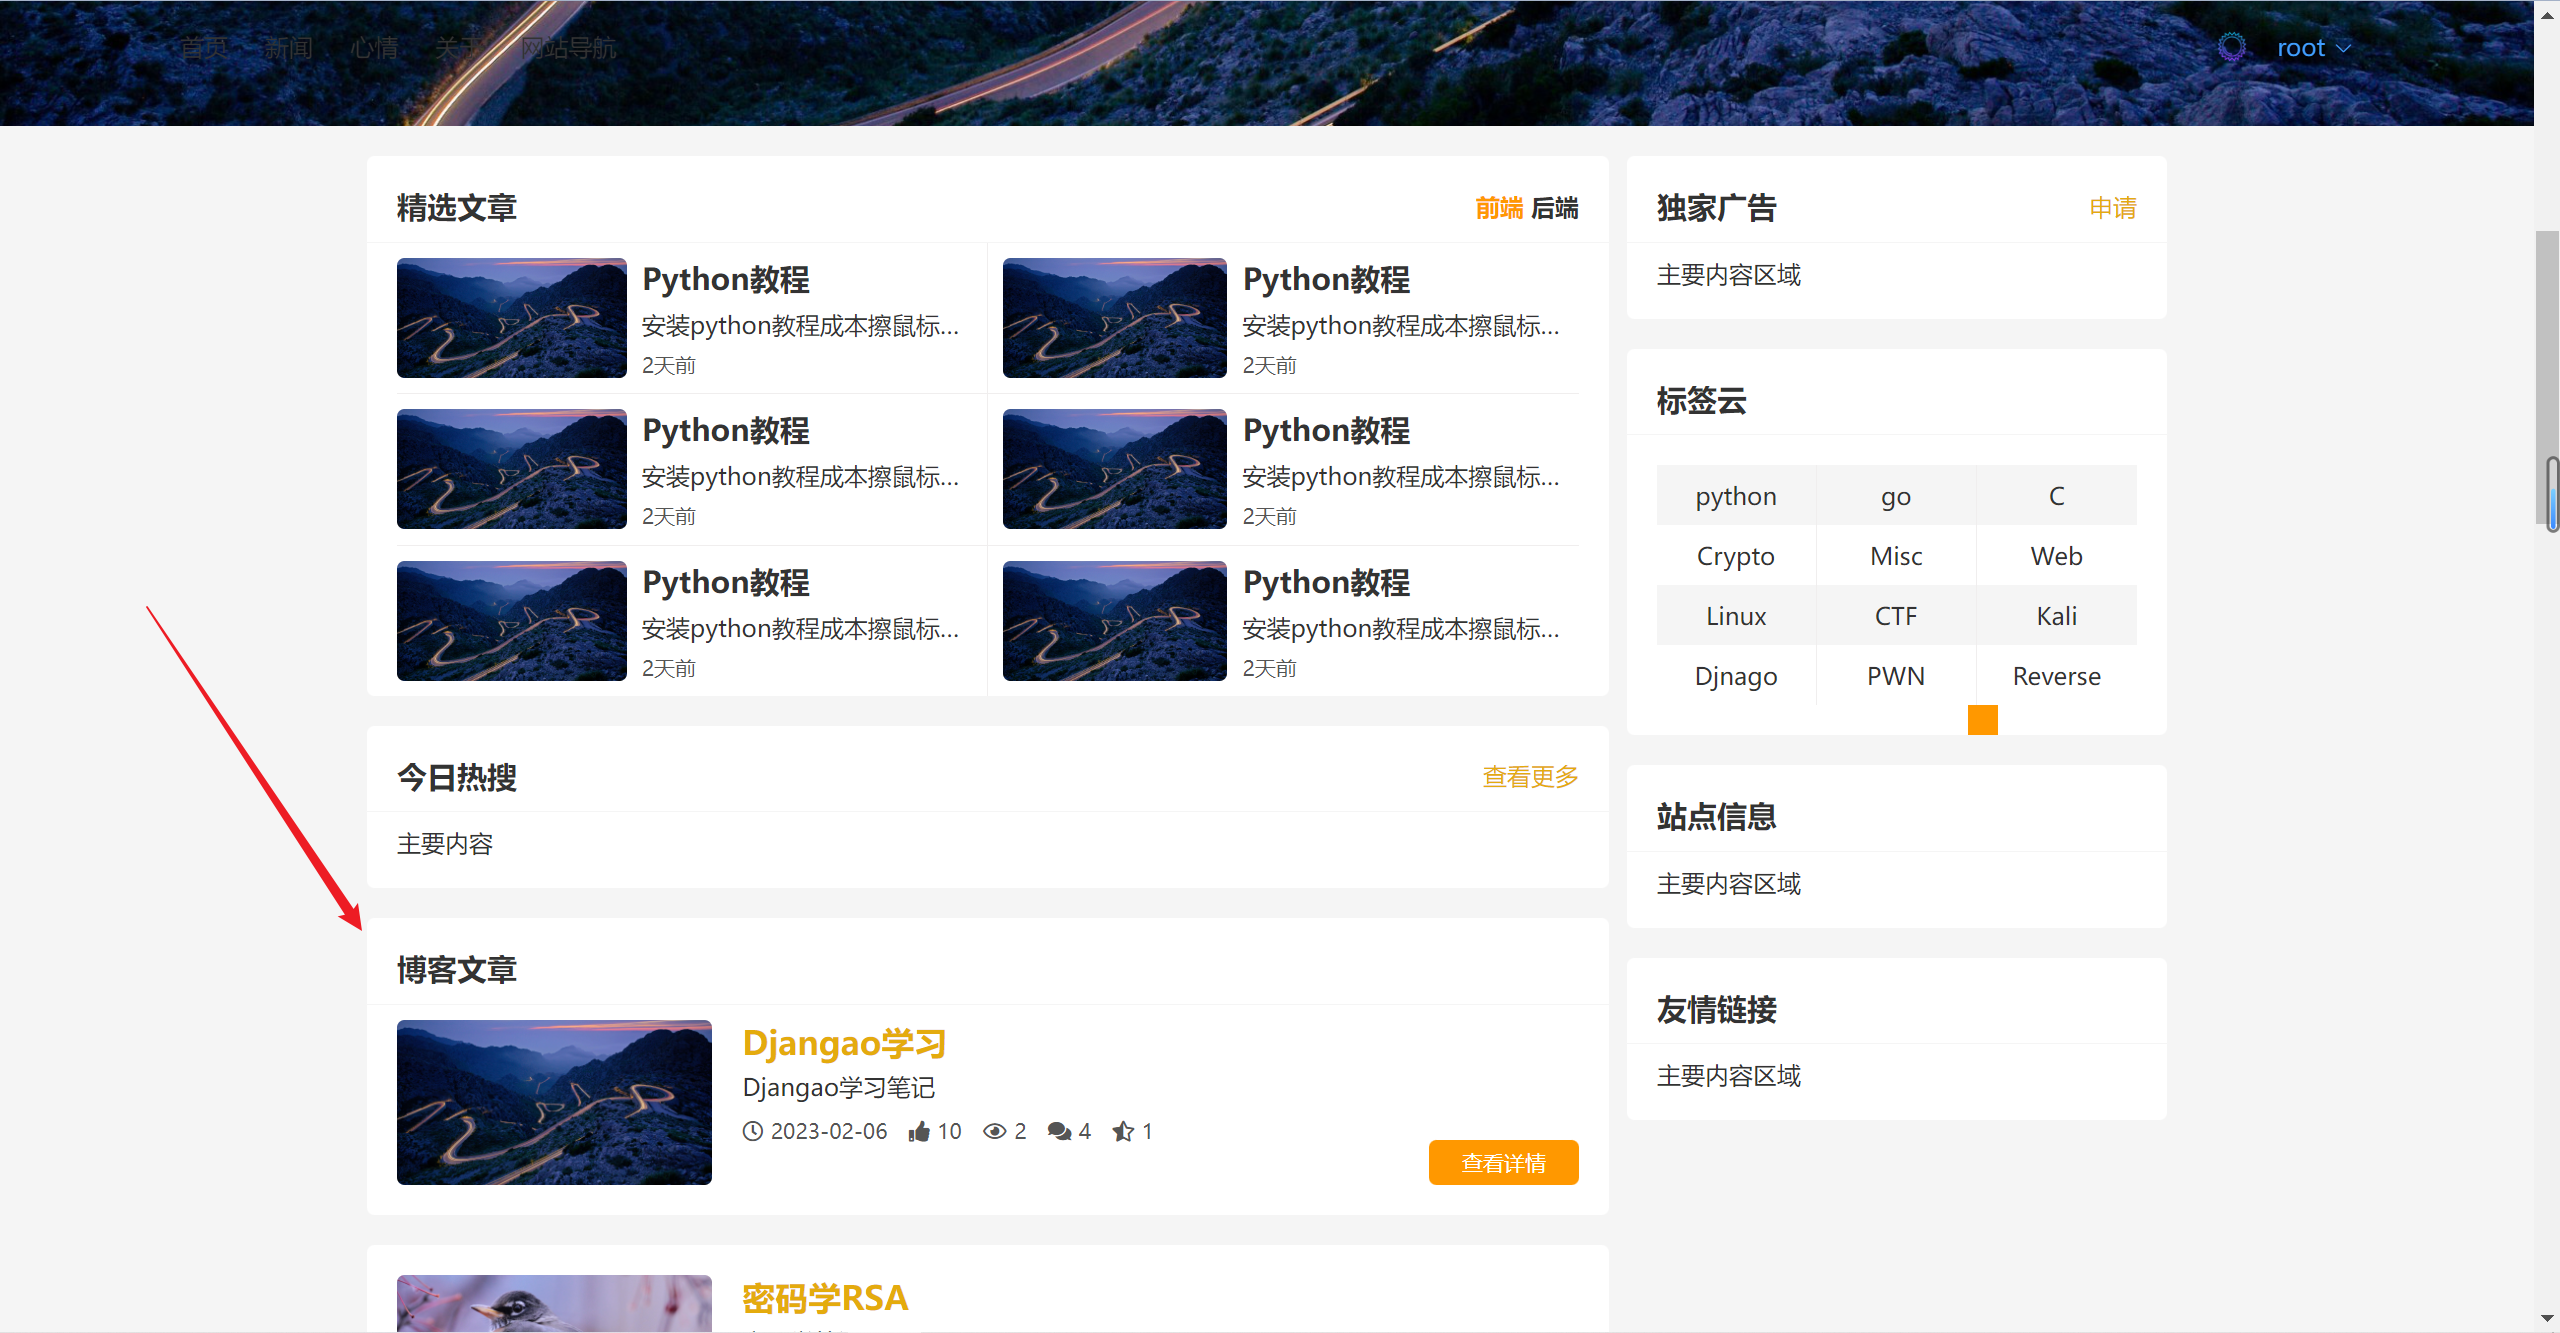 首页 新闻 心情 关于 网站导航 root
精选文章 前端 后端
Python教程
安装python教程成本擦鼠标...
2天前
Python教程
安装python教程成本擦鼠标...
2天前
Python教程
安装python教程成本擦鼠标...
2天前
Python教程
安装python教程成本擦鼠标...
2天前
Python教程
安装python教程成本擦鼠标...
2天前
Python教程
安装python教程成本擦鼠标...
2天前
今日热搜 查看更多
主要内容
博客文章
Djangao学习
Djangao学习笔记
2023-02-06 10 2 4 1
查看详情
密码学RSA
独家广告 申请
主要内容区域
标签云
python go C
Crypto Misc Web
Linux CTF Kali
Djnago PWN Reverse
站点信息
主要内容区域
友情链接
主要内容区域